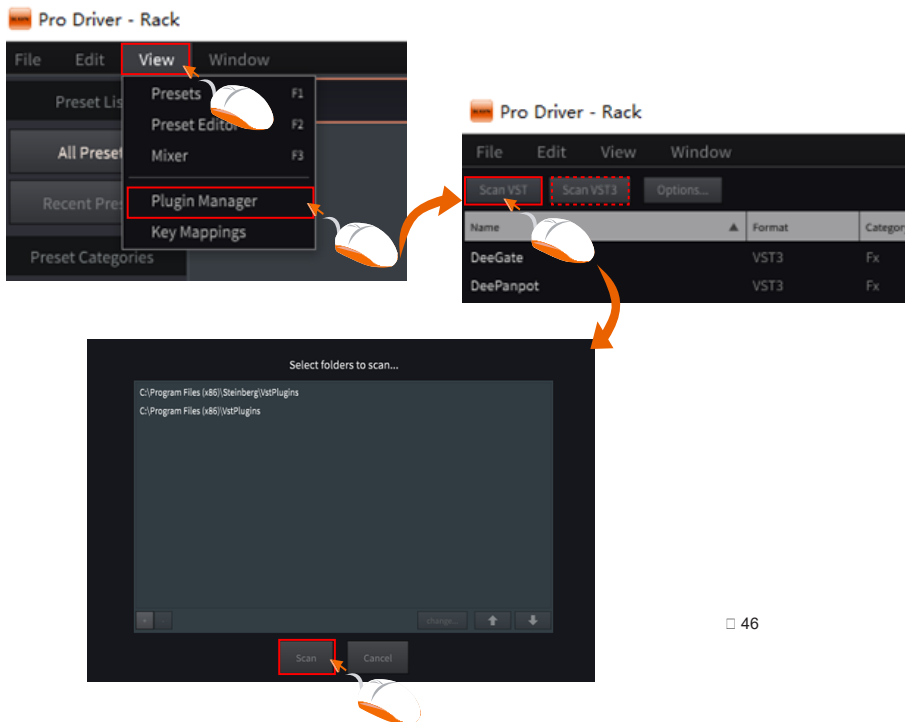 Pro Driver - Rack
File Edit View Window
Preset Lis
Presets F1
Preset Editor F2
All Preset
Mixer F3
Recent Pre
Plugin Manager
Key Mappings
Preset Categories
Pro Driver - Rack
File Edit View Window
Scan VST Scan VST3 Options...
Name ▲ Format Category
DeeGate VST3 Fx
DeePanpot VST3 Fx
Select folders to scan...
C:\Program Files (x86)\Steinberg\VstPlugins
C:\Program Files (x86)\VstPlugins
+ -
change...
Scan Cancel
□ 46